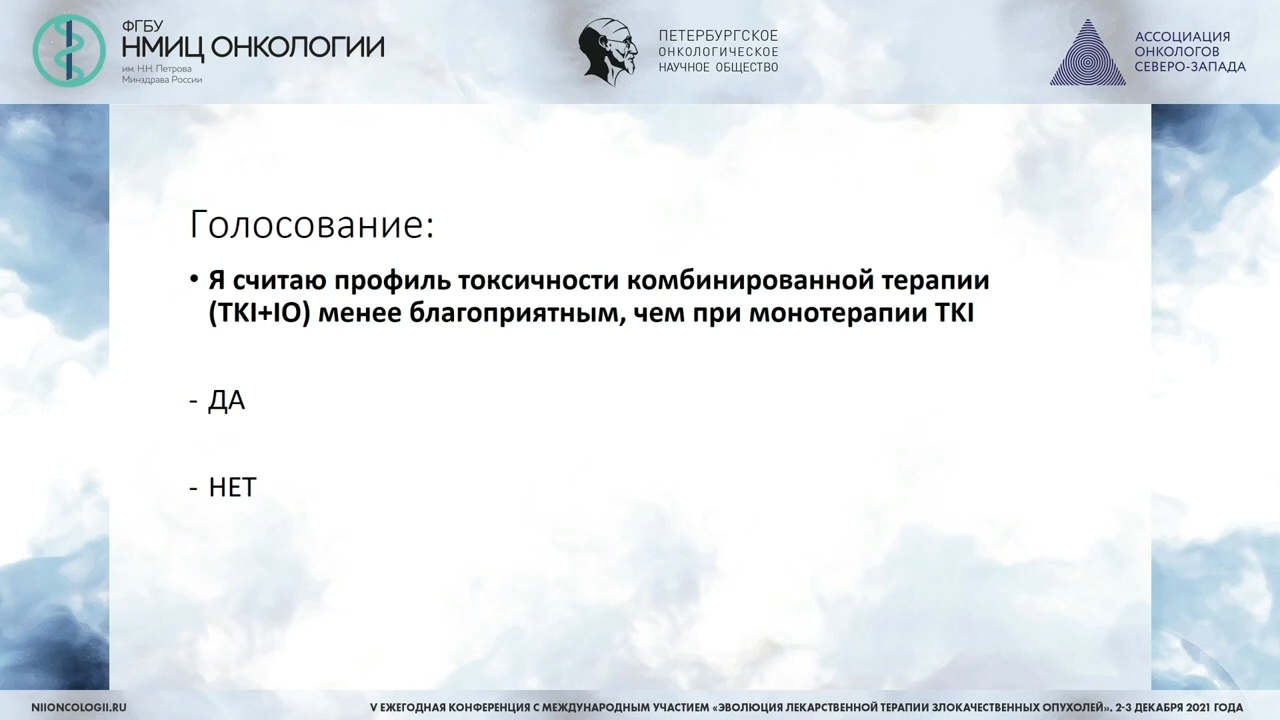 ФГБУ
НМИЦ ОНКОЛОГИИ
им. Н.Н. Петрова
Минздрава России
ПЕТЕРБУРГСКОЕ
ОНКОЛОГИЧЕСКОЕ
НАУЧНОЕ ОБЩЕСТВО
АССОЦИАЦИЯ
ОНКОЛОГОВ
СЕВЕРО-ЗАПАДА
Голосование:
• Я считаю профиль токсичности комбинированной терапии
(TKI+IO) менее благоприятным, чем при монотерапии TKI
- ДА
- НЕТ
NIIONCOLOGII.RU
V ЕЖЕГОДНАЯ КОНФЕРЕНЦИЯ С МЕЖДУНАРОДНЫМ УЧАСТИЕМ «ЭВОЛЮЦИЯ ЛЕКАРСТВЕННОЙ ТЕРАПИИ ЗЛОКАЧЕСТВЕННЫХ ОПУХОЛЕЙ». 2-3 ДЕКАБРЯ 2021 ГОДА